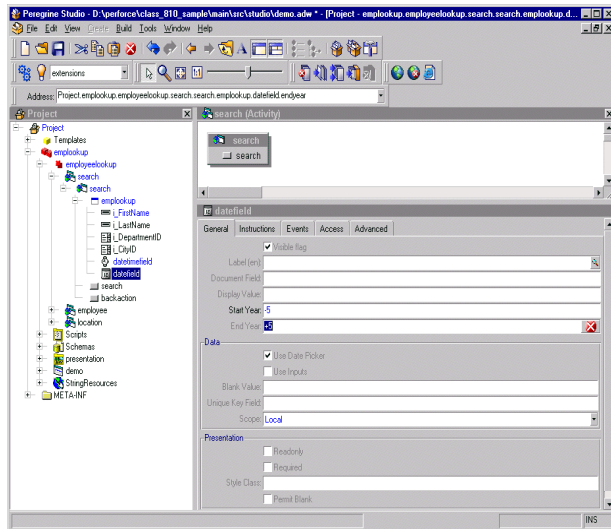 Peregrine Studio - D:\perforce\class_810_sample\main\src\studio\demo.adw * - [Project - emplookup.employeelookup.search.search.emplookup.d...
File Edit View Create Build Tools Window Help
extensions
Address: Project.emplookup.employeelookup.search.search.emplookup.datefield.endyear
Project
Project
Templates
emplookup
employeelookup
search
search
emplookup
i_FirstName
i_LastName
i_DepartmentID
i_CityID
datetimefield
datefield
search
backaction
employee
location
Scripts
Schemas
presentation
demo
StringResources
META-INF
search (Activity)
search
search
datefield
General Instructions Events Access Advanced
Visible flag
Label (en):
Document Field:
Display Value:
Start Year: -5
End Year: +5
Data
Use Date Picker
Use Inputs
Blank Value:
Unique Key Field:
Scope: Local
Presentation
Readonly
Required
Style Class:
Permit Blank
INS